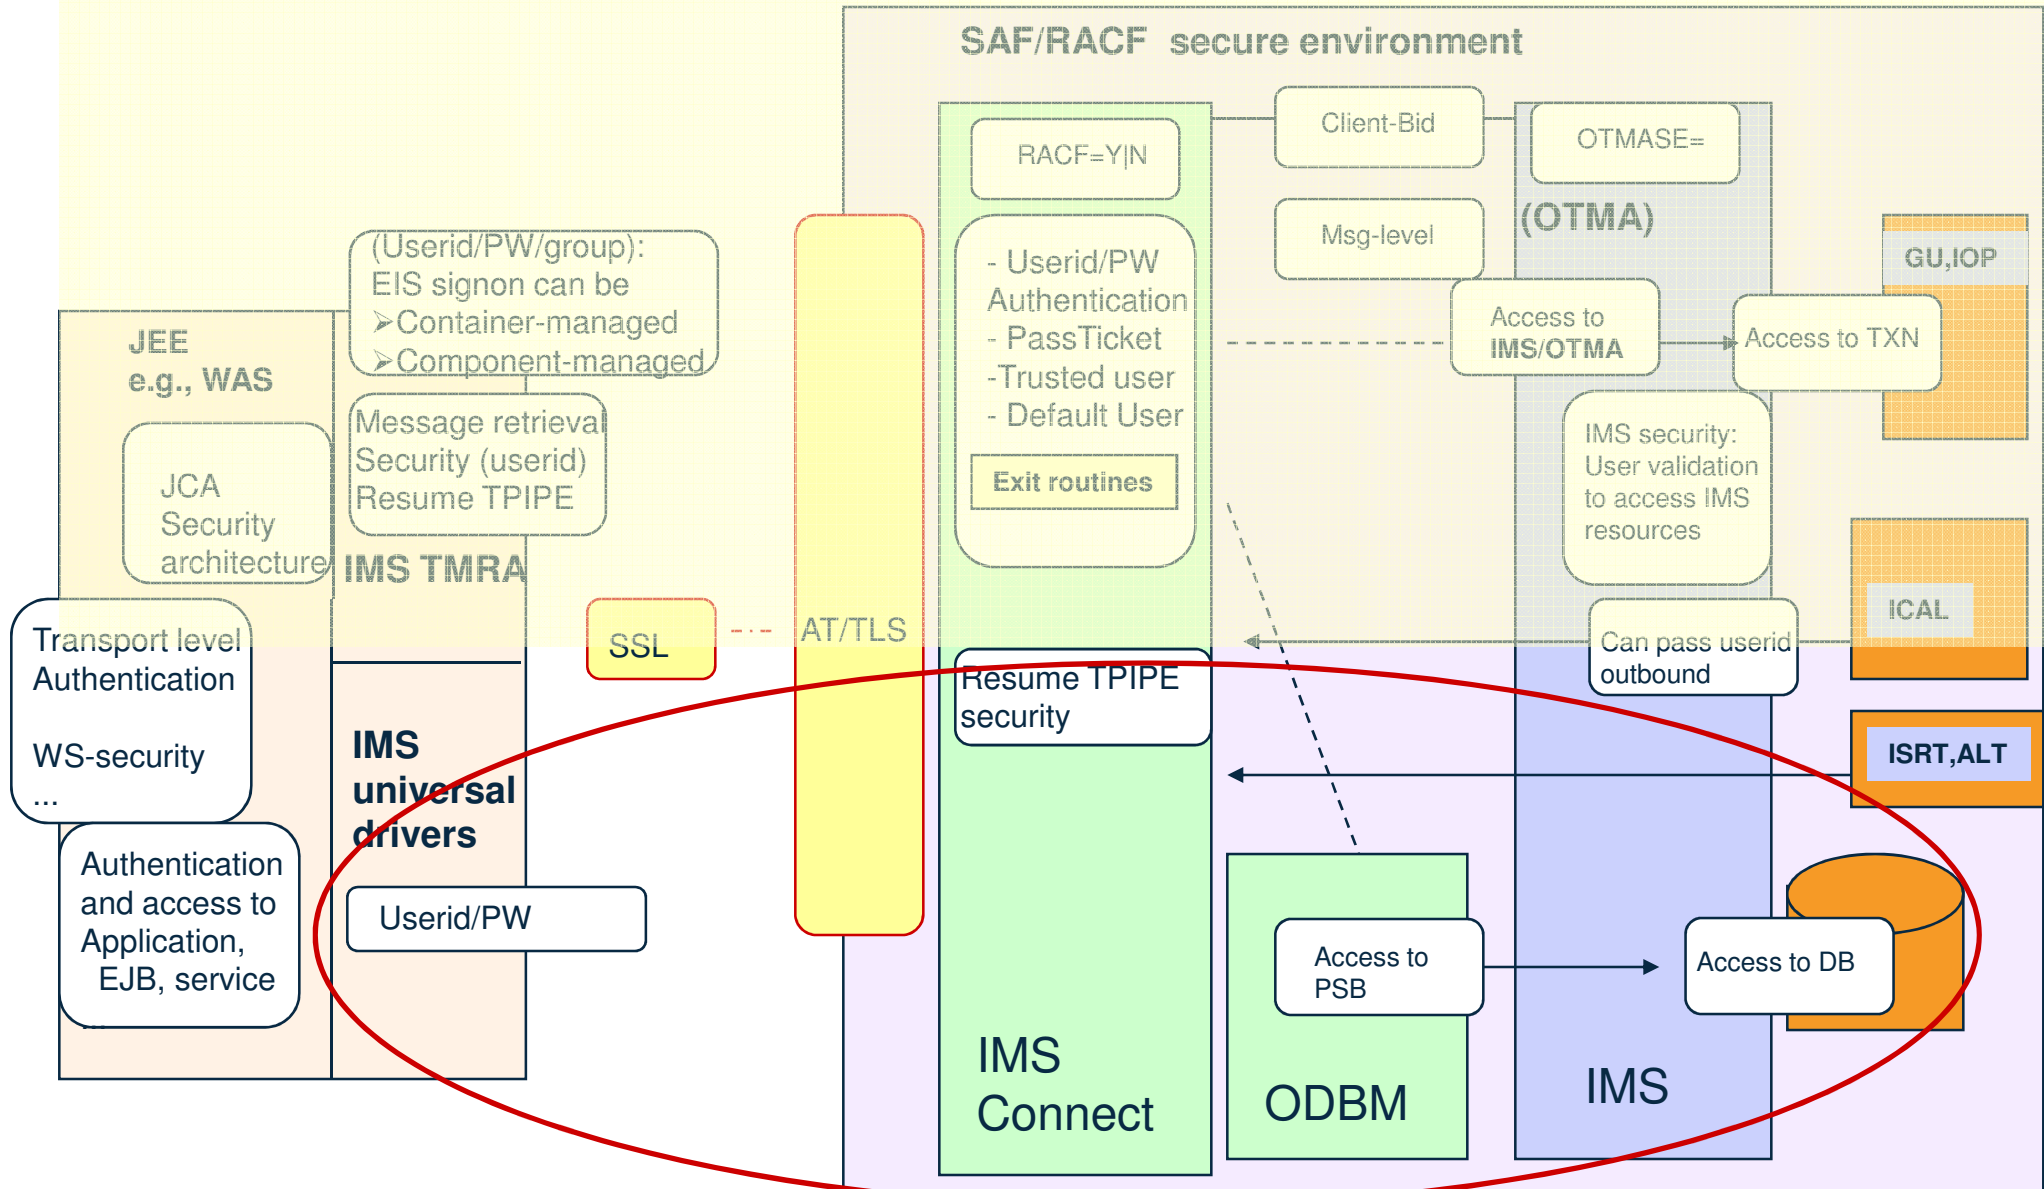 SAF/RACF  secure environment
Client-Bid
RACF=Y|N
OTMASE=
(OTMA)
Msg-level
(Userid/PW/group):
EIS signon can be
➢Container-managed
➢Component-managed
- Userid/PW
Authentication
- PassTicket
-Trusted user
- Default User
Exit routines
GU,IOP
Access to
IMS/OTMA
Access to TXN
JEE
e.g., WAS
Message retrieval
Security (userid)
Resume TPIPE
JCA
Security
architecture
IMS TMRA
IMS security:
User validation
to access IMS
resources
ICAL
Transport level
Authentication
WS-security
...
SSL
AT/TLS
Can pass userid
outbound
Resume TPIPE
security
IMS
universal
drivers
ISRT,ALT
Authentication
and access to
Application,
EJB, service
...
Userid/PW
Access to
PSB
Access to DB
IMS
Connect
ODBM
IMS